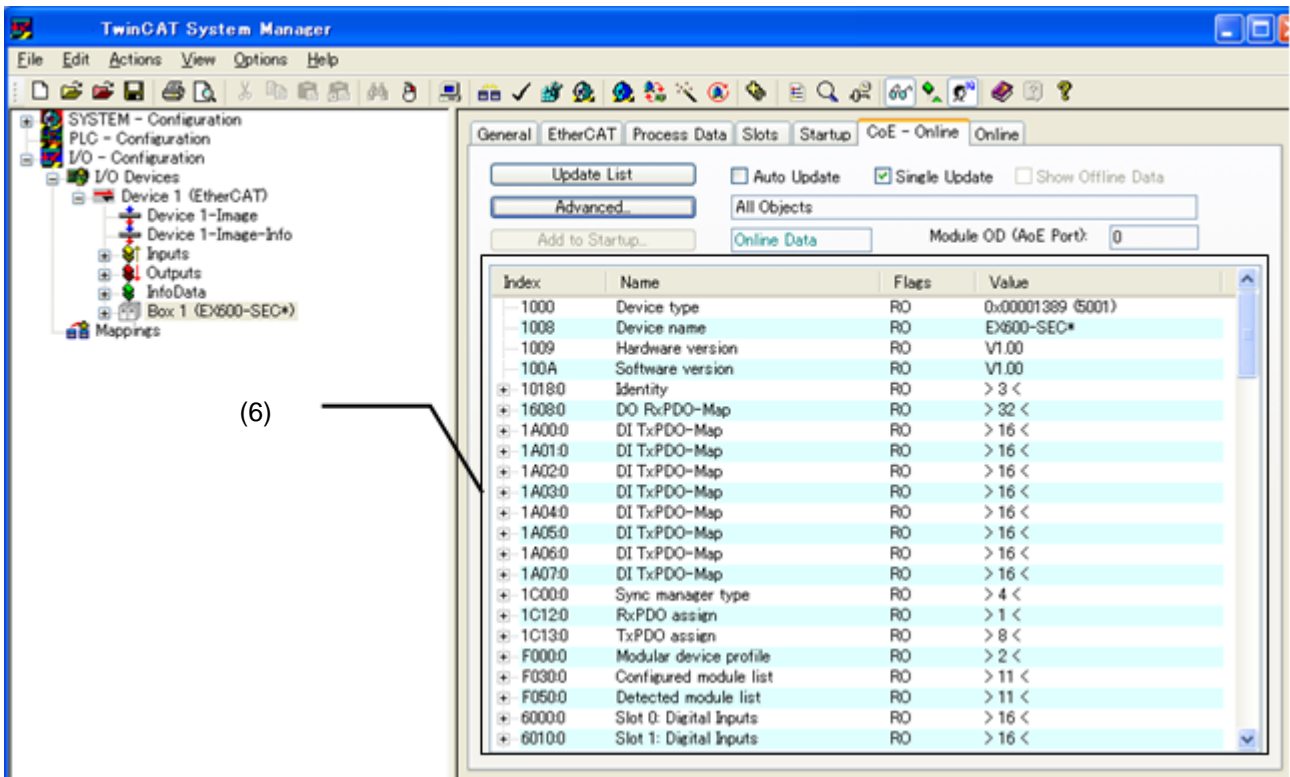 TwinCAT System Manager
File Edit Actions View Options Help
SYSTEM - Configuration
PLC - Configuration
I/O - Configuration
I/O Devices
Device 1 (EtherCAT)
Device 1-Image
Device 1-Image-Info
Inputs
Outputs
InfoData
Box 1 (EX600-SEC*)
Mappings
(6)
General EtherCAT Process Data Slots Startup CoE - Online Online
Update List Auto Update Single Update Show Offline Data
Advanced... All Objects
Add to Startup... Online Data Module OD (AoE Port): 0
Index Name Flags Value
1000 Device type RO 0x00001389 (5001)
1008 Device name RO EX600-SEC*
1009 Hardware version RO V1.00
100A Software version RO V1.00
1018:0 Identity RO > 3 <
1608:0 DO RxPDO-Map RO > 32 <
1A00:0 DI TxPDO-Map RO > 16 <
1A01:0 DI TxPDO-Map RO > 16 <
1A02:0 DI TxPDO-Map RO > 16 <
1A03:0 DI TxPDO-Map RO > 16 <
1A04:0 DI TxPDO-Map RO > 16 <
1A05:0 DI TxPDO-Map RO > 16 <
1A06:0 DI TxPDO-Map RO > 16 <
1A07:0 DI TxPDO-Map RO > 16 <
1C00:0 Sync manager type RO > 4 <
1C12:0 RxPDO assign RO > 1 <
1C13:0 TxPDO assign RO > 8 <
F000:0 Modular device profile RO > 2 <
F030:0 Configured module list RO > 11 <
F050:0 Detected module list RO > 11 <
6000:0 Slot 0: Digital Inputs RO > 16 <
6010:0 Slot 1: Digital Inputs RO > 16 <